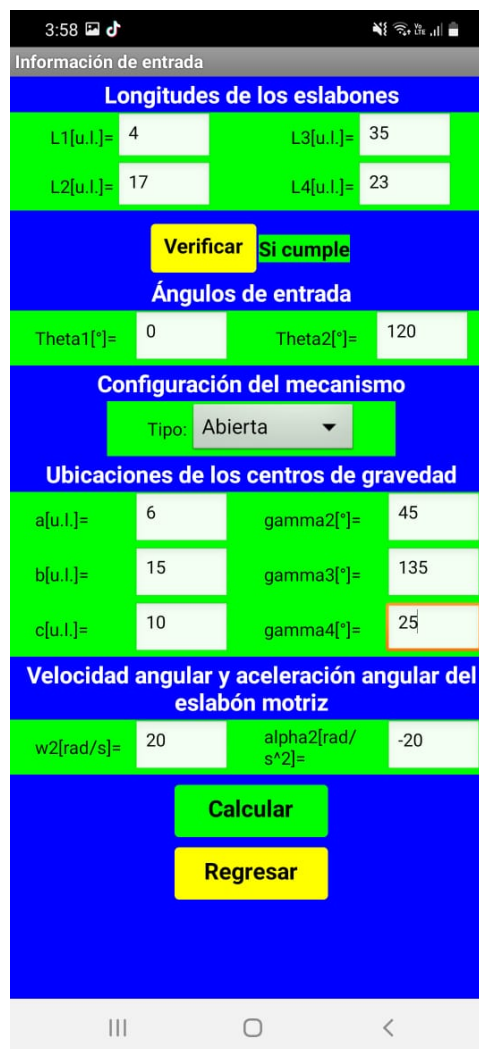 3:58
Información de entrada
Longitudes de los eslabones
L1[u.l.]= 4 L3[u.l.]= 35
L2[u.l.]= 17 L4[u.l.]= 23
Verificar Si cumple
Ángulos de entrada
Theta1[°]= 0 Theta2[°]= 120
Configuración del mecanismo
Tipo: Abierta
Ubicaciones de los centros de gravedad
a[u.l.]= 6 gamma2[°]= 45
b[u.l.]= 15 gamma3[°]= 135
c[u.l.]= 10 gamma4[°]= 25
Velocidad angular y aceleración angular del
eslabón motriz
w2[rad/s]= 20 alpha2[rad/
s^2]= -20
Calcular
Regresar